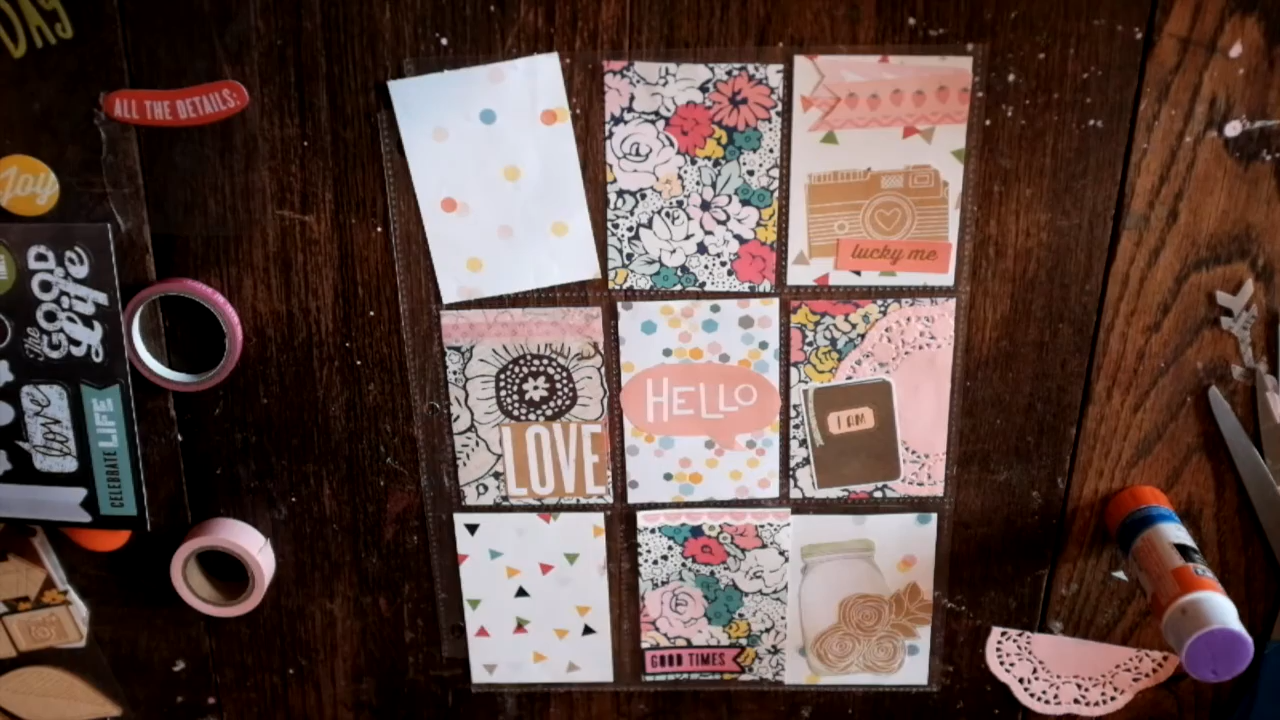 DAY
ALL THE DETAILS:
Joy
The
GOOD
Life
love
CELEBRATE LIFE
lucky me
LOVE
HELLO
I AM
GOOD TIMES